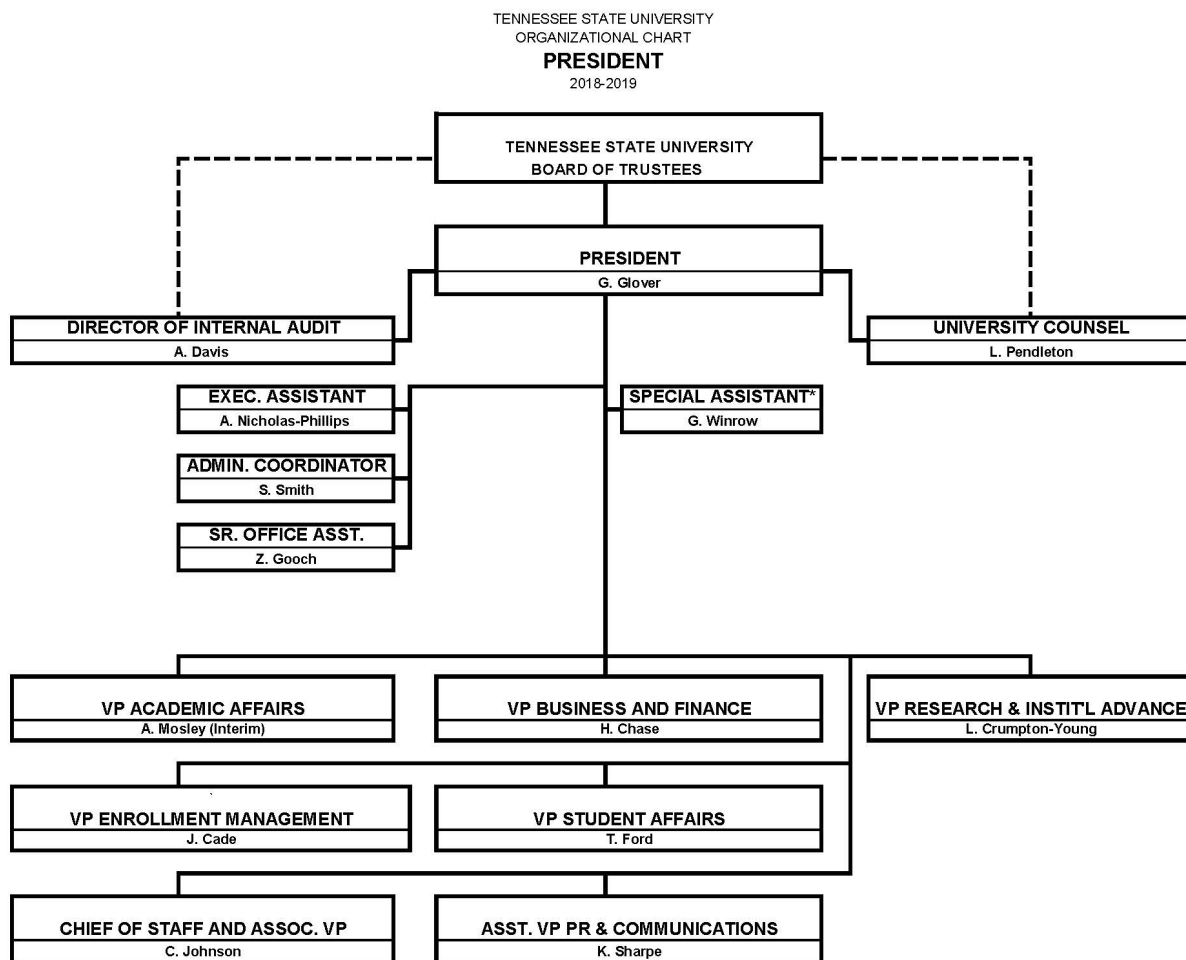 TENNESSEE STATE UNIVERSITY
ORGANIZATIONAL CHART
PRESIDENT
2018-2019
TENNESSEE STATE UNIVERSITY
BOARD OF TRUSTEES
PRESIDENT
G. Glover
DIRECTOR OF INTERNAL AUDIT
A. Davis
UNIVERSITY COUNSEL
L. Pendleton
EXEC. ASSISTANT
A. Nicholas-Phillips
SPECIAL ASSISTANT*
G. Winrow
ADMIN. COORDINATOR
S. Smith
SR. OFFICE ASST.
Z. Gooch
VP ACADEMIC AFFAIRS
A. Mosley (Interim)
VP BUSINESS AND FINANCE
H. Chase
VP RESEARCH & INSTIT'L ADVANCE
L. Crumpton-Young
VP ENROLLMENT MANAGEMENT
J. Cade
VP STUDENT AFFAIRS
T. Ford
CHIEF OF STAFF AND ASSOC. VP
C. Johnson
ASST. VP PR & COMMUNICATIONS
K. Sharpe